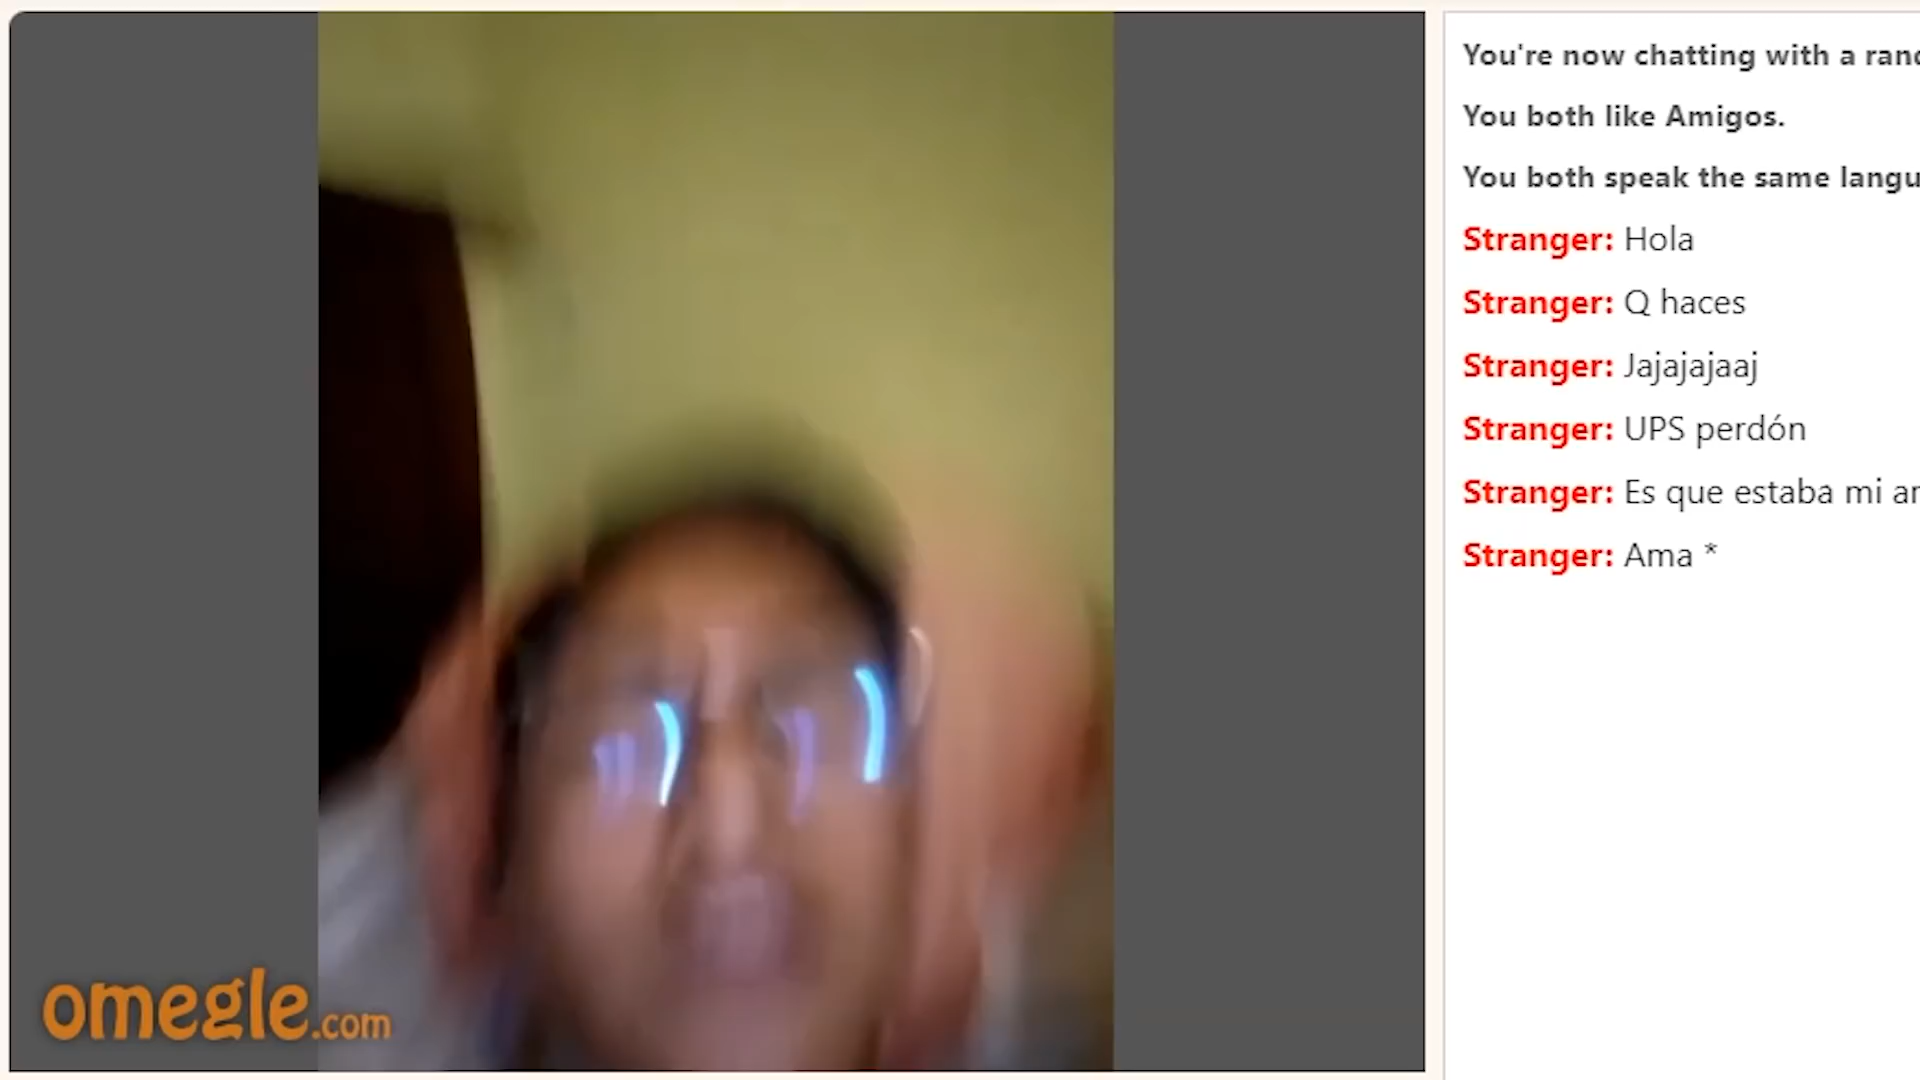 You're now chatting with a
You both like Amigos.
You both speak the same
Stranger: Hola
Stranger: Q haces
Stranger: Jajajajaaj
Stranger: UPS perdón
Stranger: Es que estaba mi
Stranger: Ama *
omegle.com